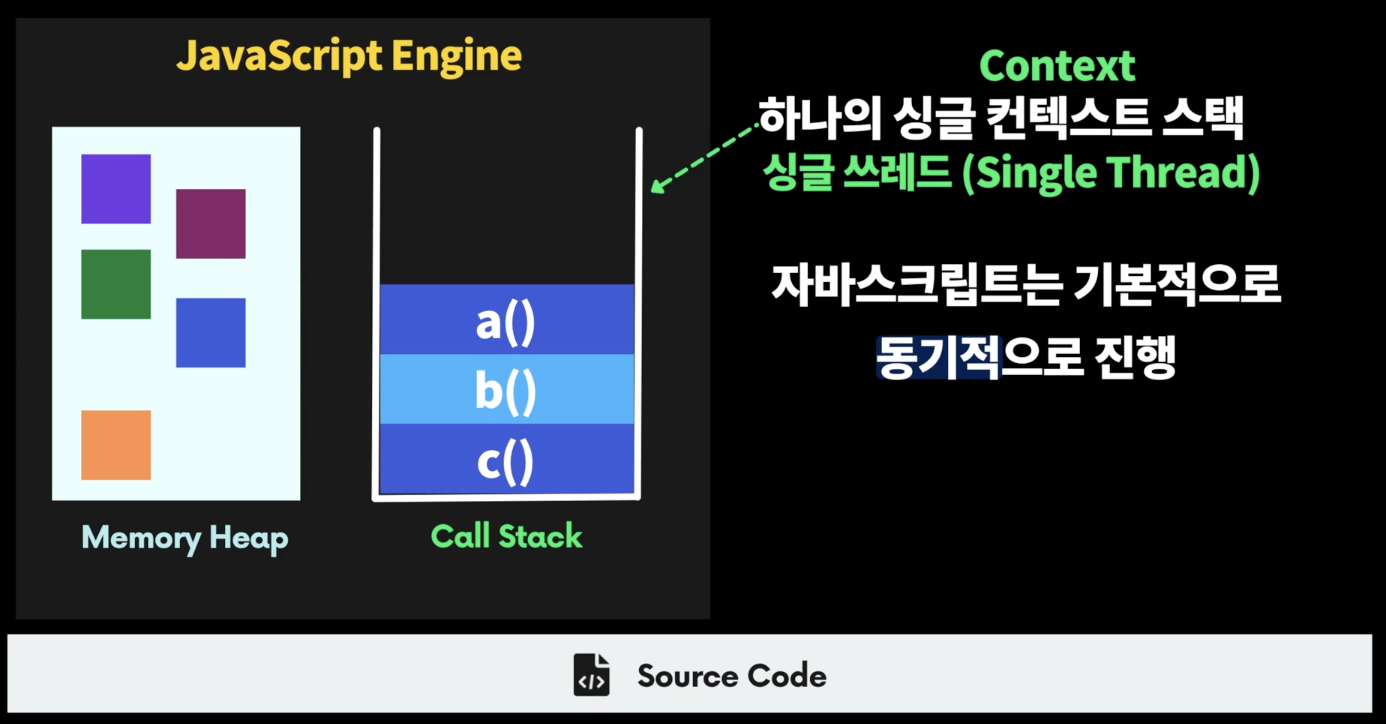 JavaScript Engine
Memory Heap
a()
b()
c()
Call Stack
Context
하나의 싱글 컨텍스트 스택
싱글 쓰레드 (Single Thread)
자바스크립트는 기본적으로
동기적으로 진행
</> Source Code